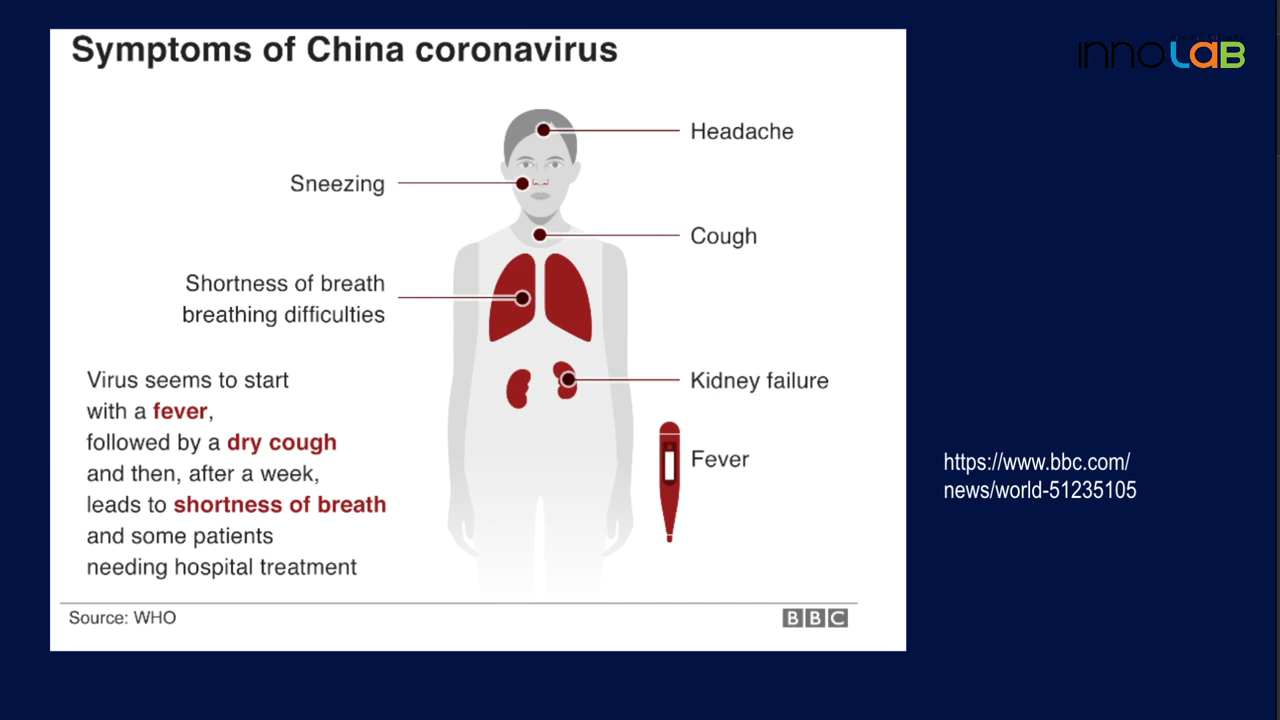 Symptoms of China coronavirus
innoLaB
Headache
Sneezing
Cough
Shortness of breath
breathing difficulties
Virus seems to start
with a fever,
followed by a dry cough
and then, after a week,
leads to shortness of breath
and some patients
needing hospital treatment
Kidney failure
Fever
https://www.bbc.com/
news/world-51235105
Source: WHO
BBC